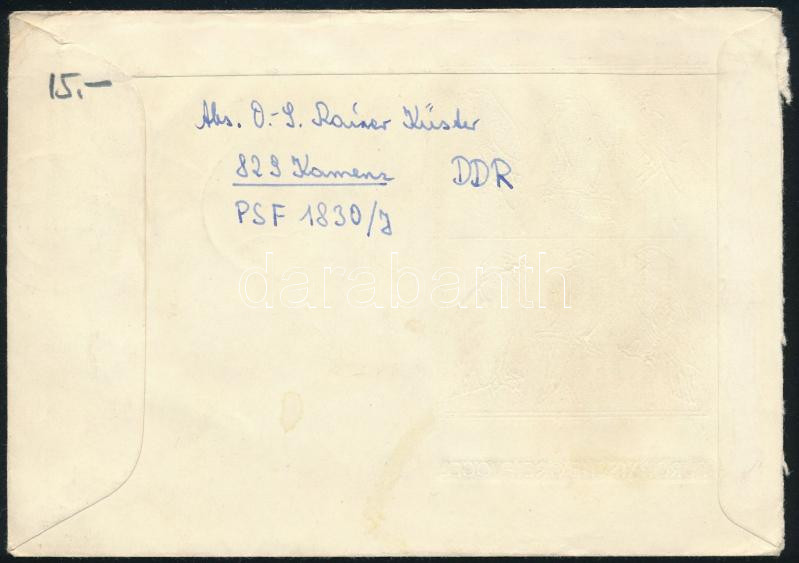 15,-
Abs. O.-S. Rainer Küster
829 Kamenz DDR
PSF 1830/J
darabanth